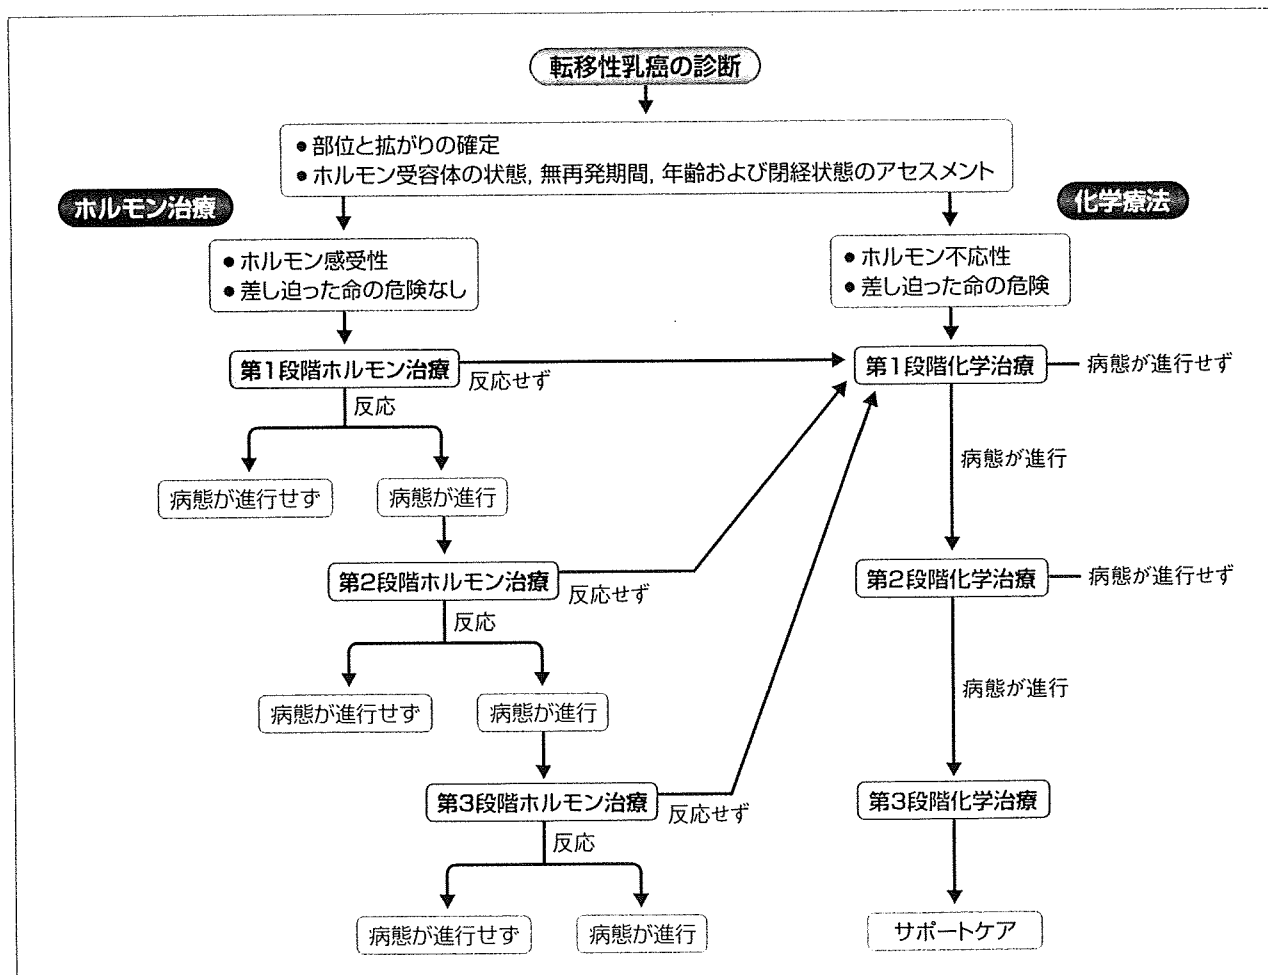 転移性乳癌の診断
●部位と拡がりの確定
●ホルモン受容体の状態，無再発期間，年齢および閉経状態のアセスメント
ホルモン治療
化学療法
●ホルモン感受性
●差し迫った命の危険なし
●ホルモン不応性
●差し迫った命の危険
第1段階ホルモン治療
反応せず
第1段階化学治療
病態が進行せず
反応
病態が進行
病態が進行せず
病態が進行
第2段階ホルモン治療
反応せず
第2段階化学治療
病態が進行せず
反応
病態が進行
病態が進行せず
病態が進行
第3段階ホルモン治療
反応せず
第3段階化学治療
反応
病態が進行せず
病態が進行
サポートケア